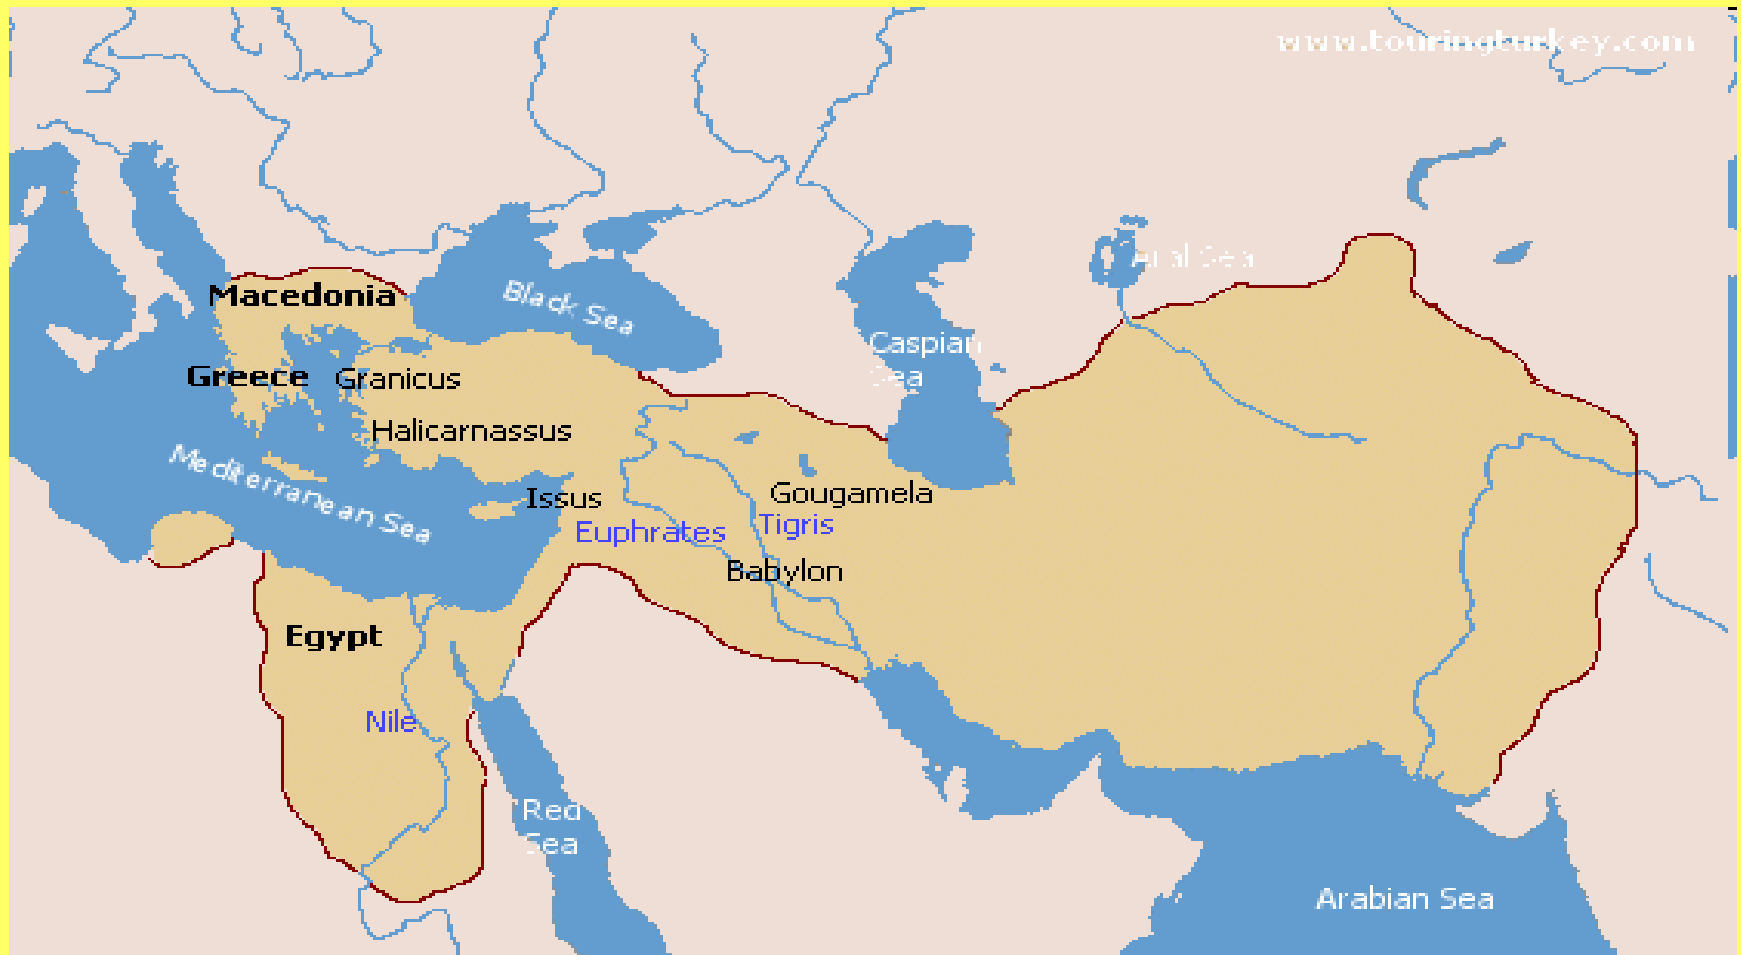 www.touringturkey.com
Aral Sea
Macedonia
Black Sea
Caspian
Sea
Greece
Granicus
Halicarnassus
Mediterranean Sea
Issus
Gougamela
Euphrates
Tigris
Babylon
Egypt
Nile
Red
Sea
Arabian Sea